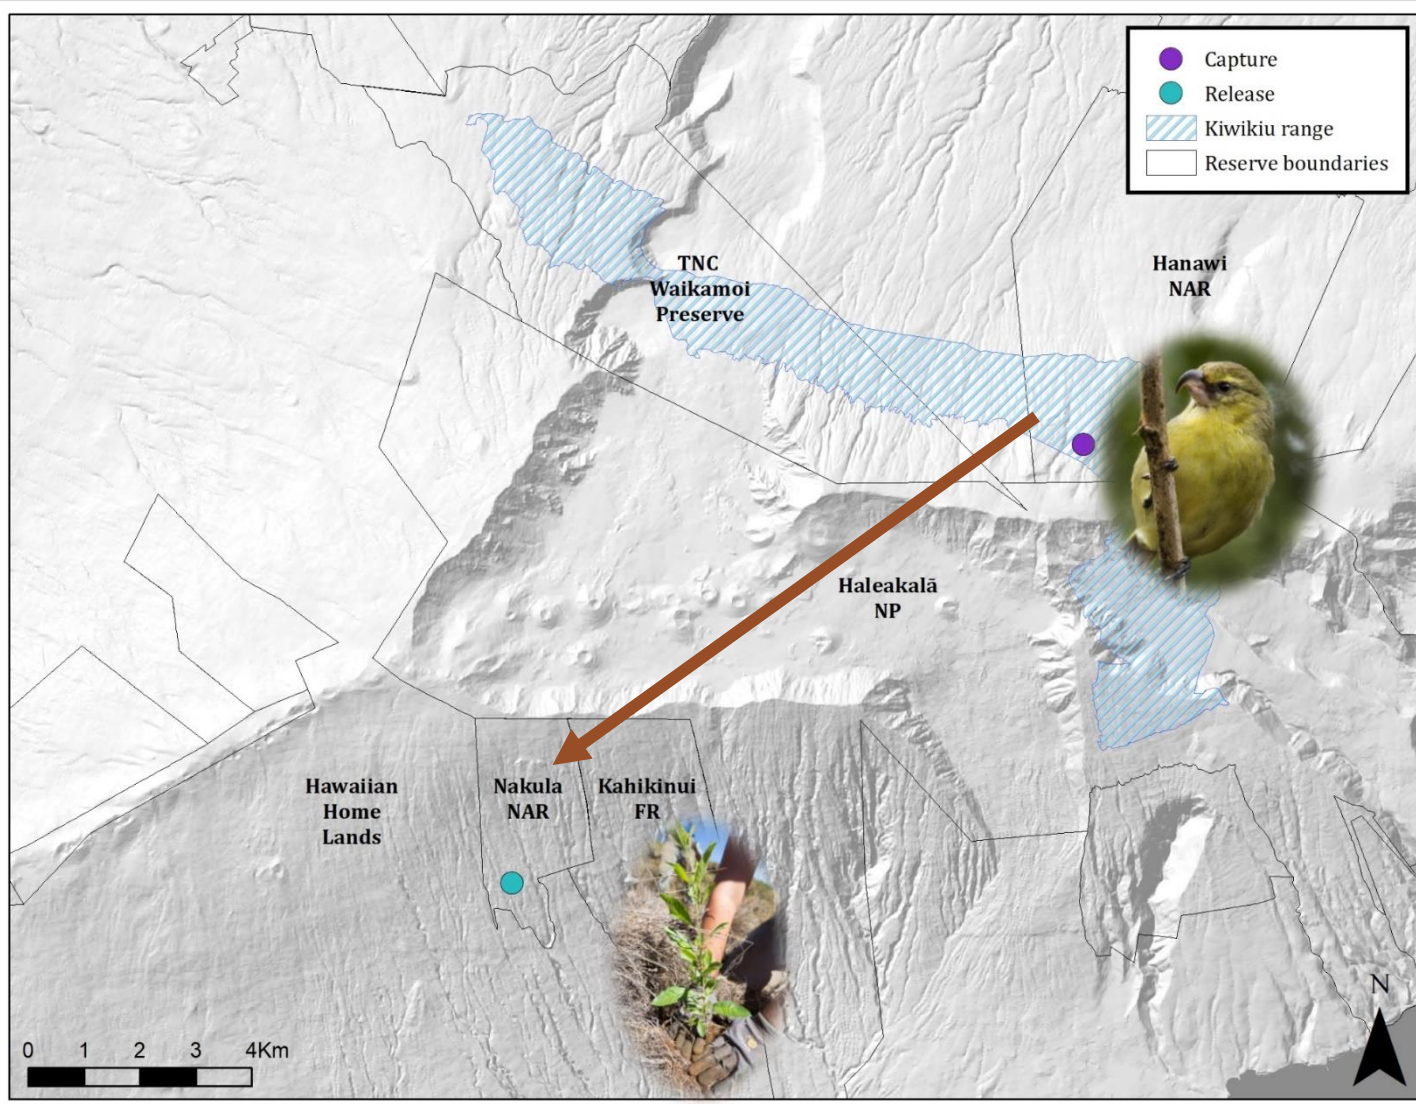 Capture
Release
Kiwikiu range
Reserve boundaries
TNC
Waikamoi
Preserve
Hanawi
NAR
Haleakalā
NP
Hawaiian
Home
Lands
Nakula
NAR
Kahikinui
FR
N
0 1 2 3 4Km